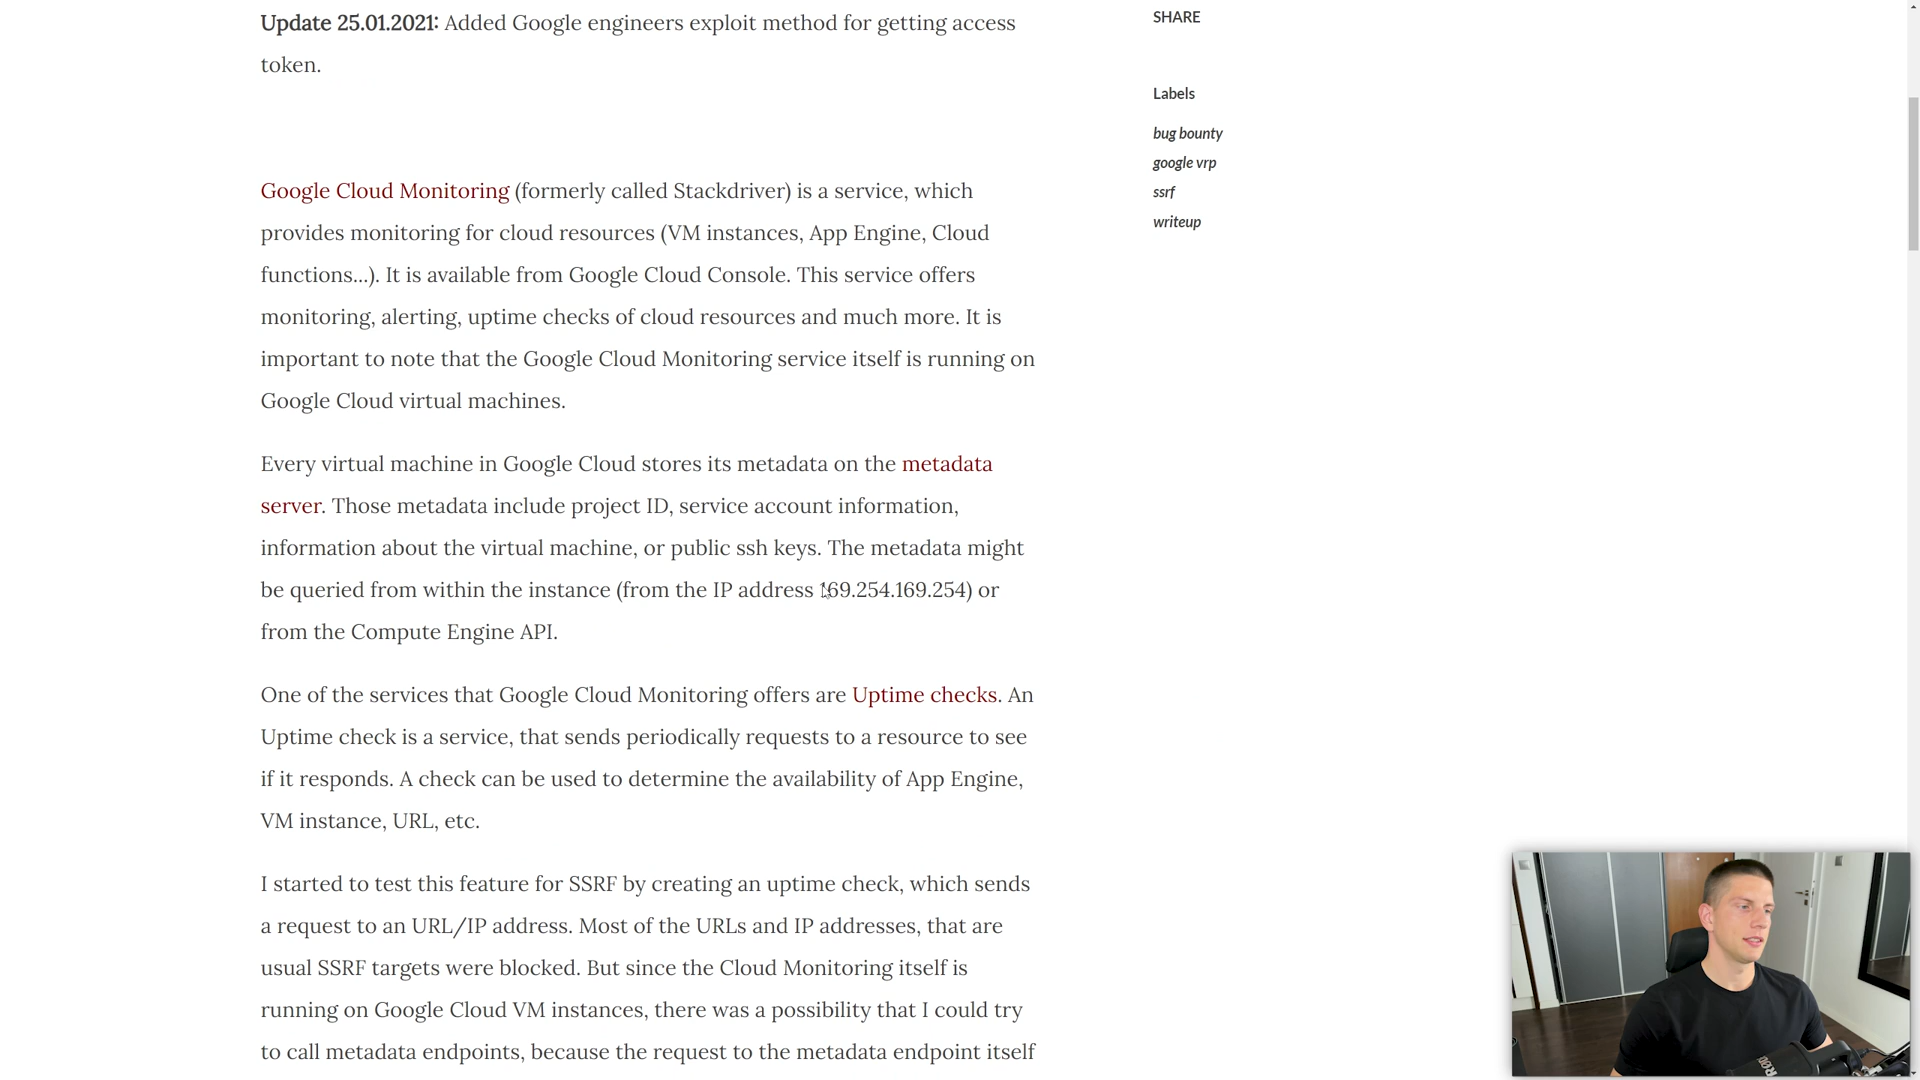 Update 25.01.2021: Added Google engineers exploit method for getting access
token.
Google Cloud Monitoring (formerly called Stackdriver) is a service, which
provides monitoring for cloud resources (VM instances, App Engine, Cloud
functions...). It is available from Google Cloud Console. This service offers
monitoring, alerting, uptime checks of cloud resources and much more. It is
important to note that the Google Cloud Monitoring service itself is running on
Google Cloud virtual machines.
Every virtual machine in Google Cloud stores its metadata on the metadata
server. Those metadata include project ID, service account information,
information about the virtual machine, or public ssh keys. The metadata might
be queried from within the instance (from the IP address 169.254.169.254) or
from the Compute Engine API.
One of the services that Google Cloud Monitoring offers are Uptime checks. An
Uptime check is a service, that sends periodically requests to a resource to see
if it responds. A check can be used to determine the availability of App Engine,
VM instance, URL, etc.
I started to test this feature for SSRF by creating an uptime check, which sends
a request to an URL/IP address. Most of the URLs and IP addresses, that are
usual SSRF targets were blocked. But since the Cloud Monitoring itself is
running on Google Cloud VM instances, there was a possibility that I could try
to call metadata endpoints, because the request to the metadata endpoint itself
SHARE
Labels
bug bounty
google vrp
ssrf
writeup